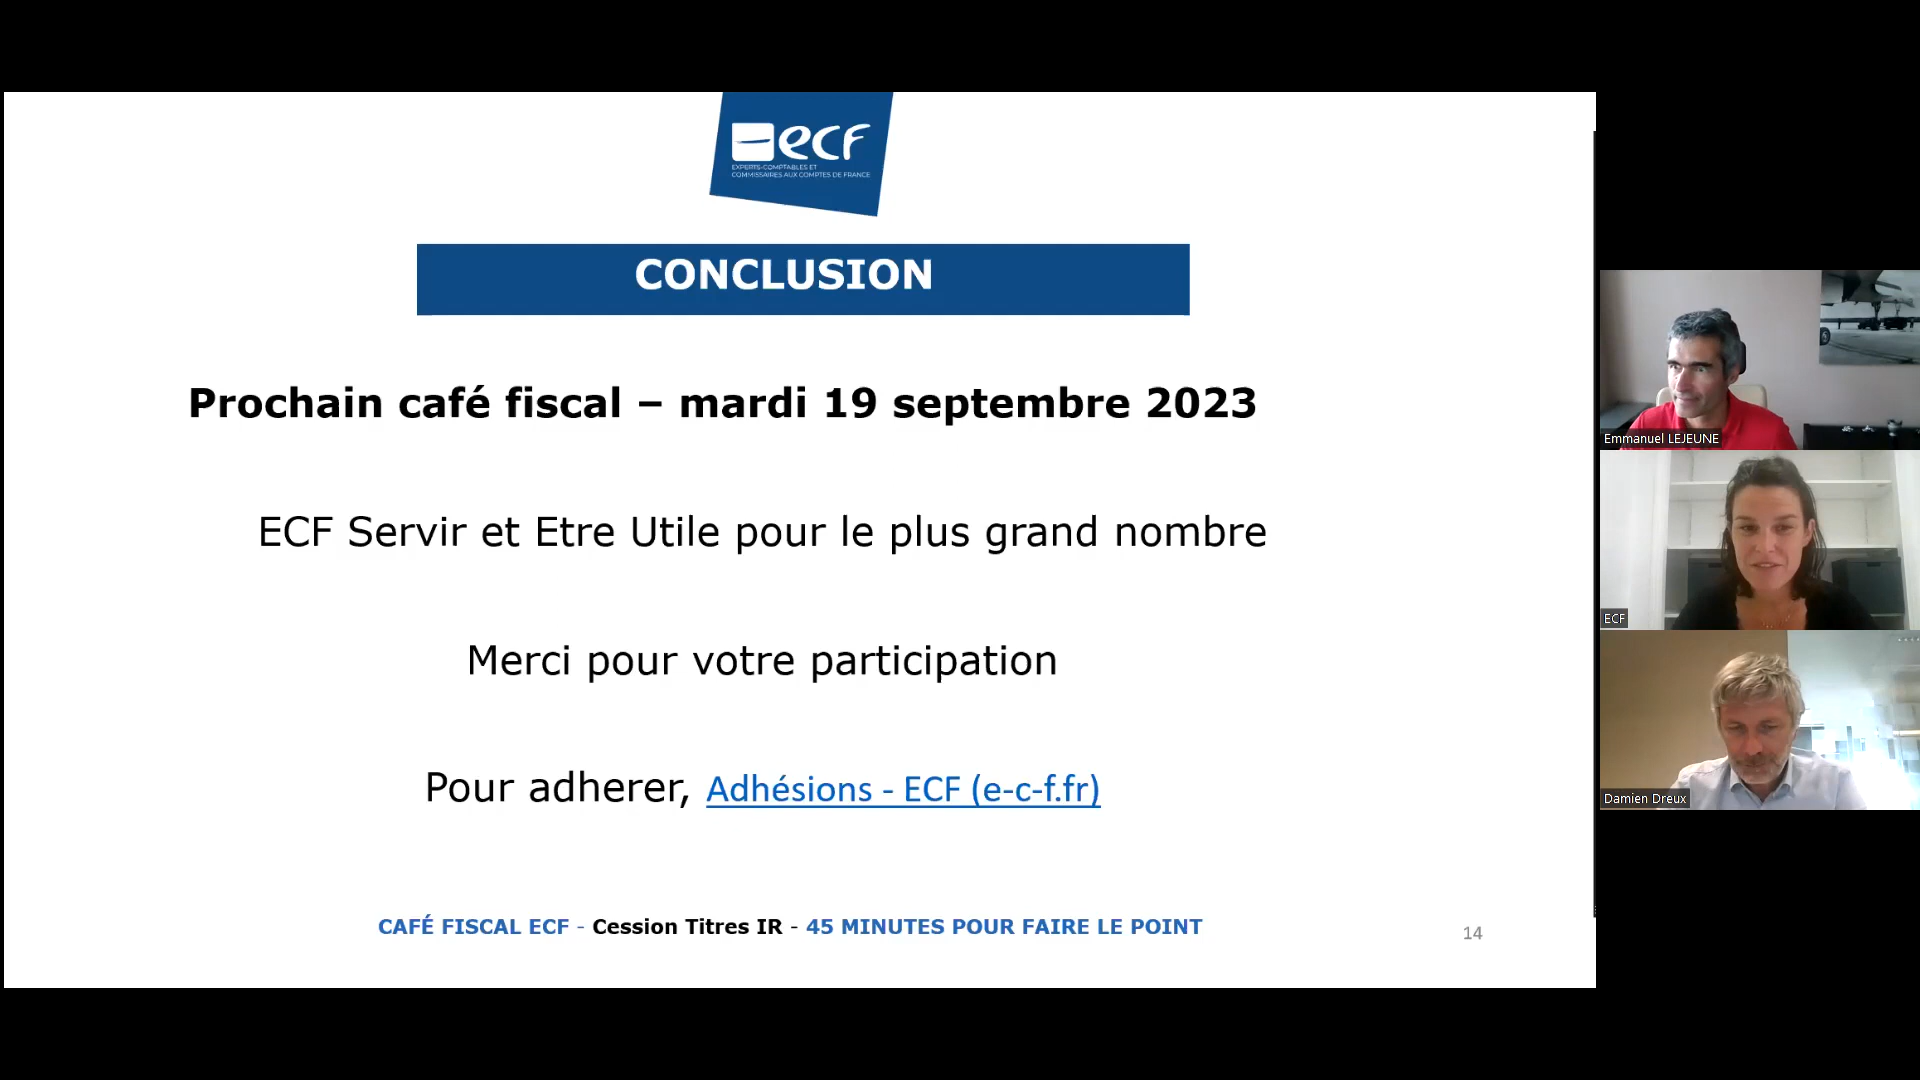 ecf
EXPERTS-COMPTABLES ET
COMMISSAIRES AUX COMPTES DE FRANCE
CONCLUSION
Prochain café fiscal – mardi 19 septembre 2023
ECF Servir et Etre Utile pour le plus grand nombre
Merci pour votre participation
Pour adherer, Adhésions - ECF (e-c-f.fr)
CAFÉ FISCAL ECF - Cession Titres IR - 45 MINUTES POUR FAIRE LE POINT
14
Emmanuel LEJEUNE
ECF
Damien Dreux